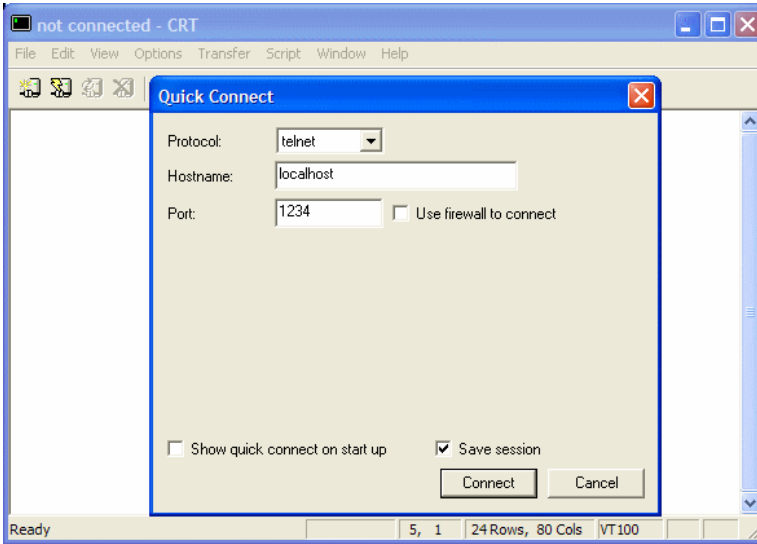 not connected - CRT
File Edit View Options Transfer Script Window Help
Quick Connect
Protocol: telnet
Hostname: localhost
Port: 1234 Use firewall to connect
Show quick connect on start up Save session
Connect Cancel
Ready 5, 1 24 Rows, 80 Cols VT100